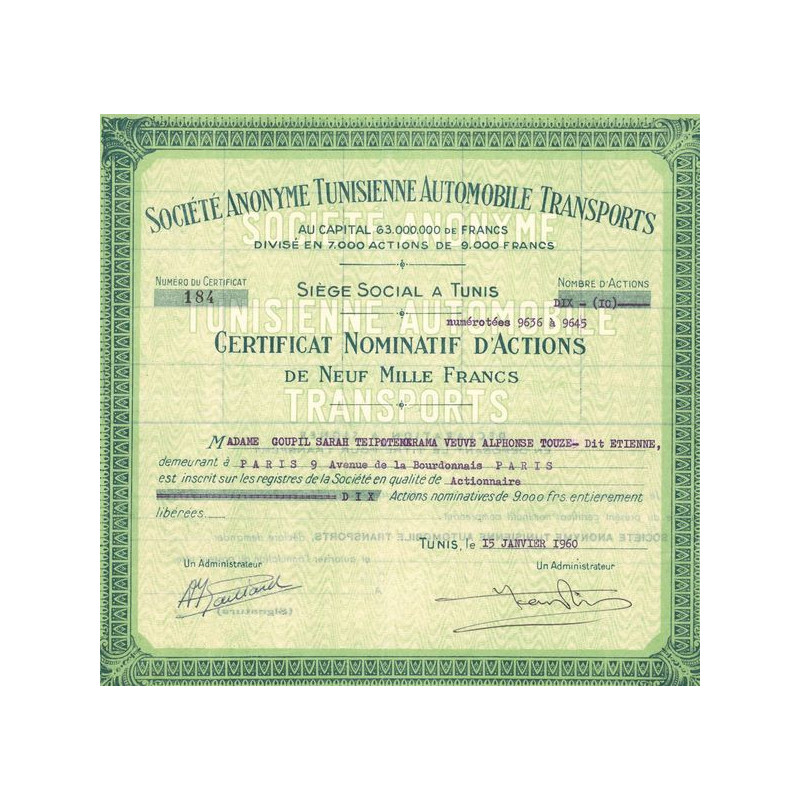 SOCIÉTÉ ANONYME TUNISIENNE AUTOMOBILE TRANSPORTS
SOCIÉTÉ ANONYME
AU CAPITAL 63.000.000 DE FRANCS
DIVISÉ EN 7.000 ACTIONS DE 9.000 FRANCS
NUMÉRO DU CERTIFICAT
184
SIÈGE SOCIAL A TUNIS
NOMBRE D'ACTIONS
DIX - (IO)
TUNISIENNE AUTOMOBILE
numérotées 9636 à 9645
CERTIFICAT NOMINATIF D'ACTIONS
DE NEUF MILLE FRANCS
TRANSPORTS
MADAME GOUPIL SARAH VEUVE ALPHONSE TOUZE- Dit ETIENNE,
demeurant à PARIS 9 Avenue de la Bourdonnais PARIS
est inscrit sur les registres de la Société en qualité de Actionnaire
DIX Actions nominatives de 9.000 frs entierement
libérées
TUNIS, le 15 JANVIER 1960
Un Administrateur
Un Administrateur